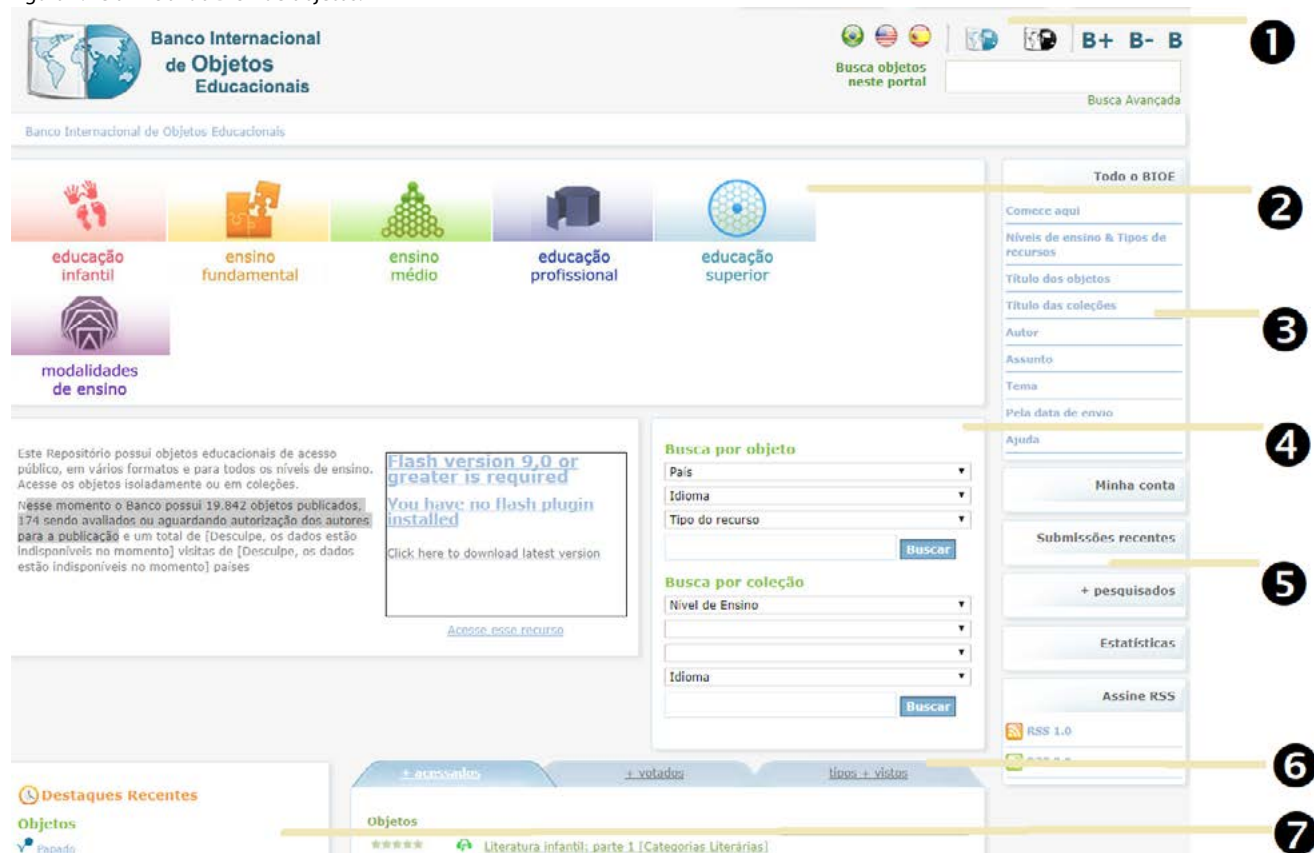 Banco Internacional
de Objetos
Educacionais
B+ B- B
Busca objetos
neste portal
Busca Avançada
1
Banco Internacional de Objetos Educacionais
educação
infantil
ensino
fundamental
ensino
médio
educação
profissional
educação
superior
modalidades
de ensino
2
Todo o BIOE
Comece aqui
Níveis de ensino & Tipos de
recursos
Título dos objetos
Título das coleções
Autor
Assunto
Tema
Pela data de envio
Ajuda
3
Este Repositório possui objetos educacionais de acesso
público, em vários formatos e para todos os níveis de ensino.
Acesse os objetos isoladamente ou em coleções.
Nesse momento o Banco possui 19.842 objetos publicados,
174 sendo avaliados ou aguardando autorização dos autores
para a publicação e um total de [Desculpe, os dados estão
indisponíveis no momento] visitas de [Desculpe, os dados
estão indisponíveis no momento] países
Flash version 9,0 or
greater is required
You have no flash plugin
installed
Click here to download latest version
Acesse esse recurso
Busca por objeto
País
Idioma
Tipo do recurso
Buscar
Busca por coleção
Nível de Ensino
Idioma
Buscar
4
Minha conta
Submissões recentes
+ pesquisados
Estatísticas
5
Assine RSS
RSS 1.0
+ acessados
+ votados
tipos + vistos
6
Destaques Recentes
Objetos
Papado
Objetos
Literatura infantil: parte 1 [Categorias Literárias]
7